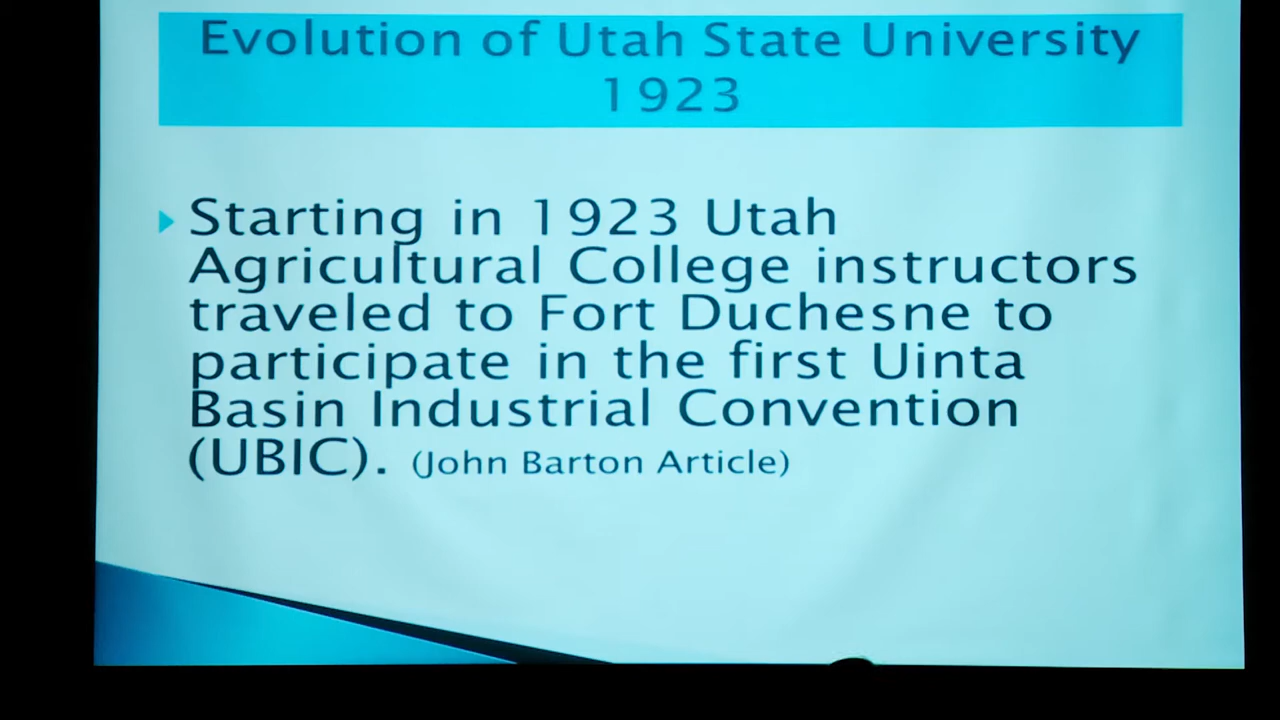 Evolution of Utah State University
1923
Starting in 1923 Utah
Agricultural College instructors
traveled to Fort Duchesne to
participate in the first Uinta
Basin Industrial Convention
(UBIC). (John Barton Article)